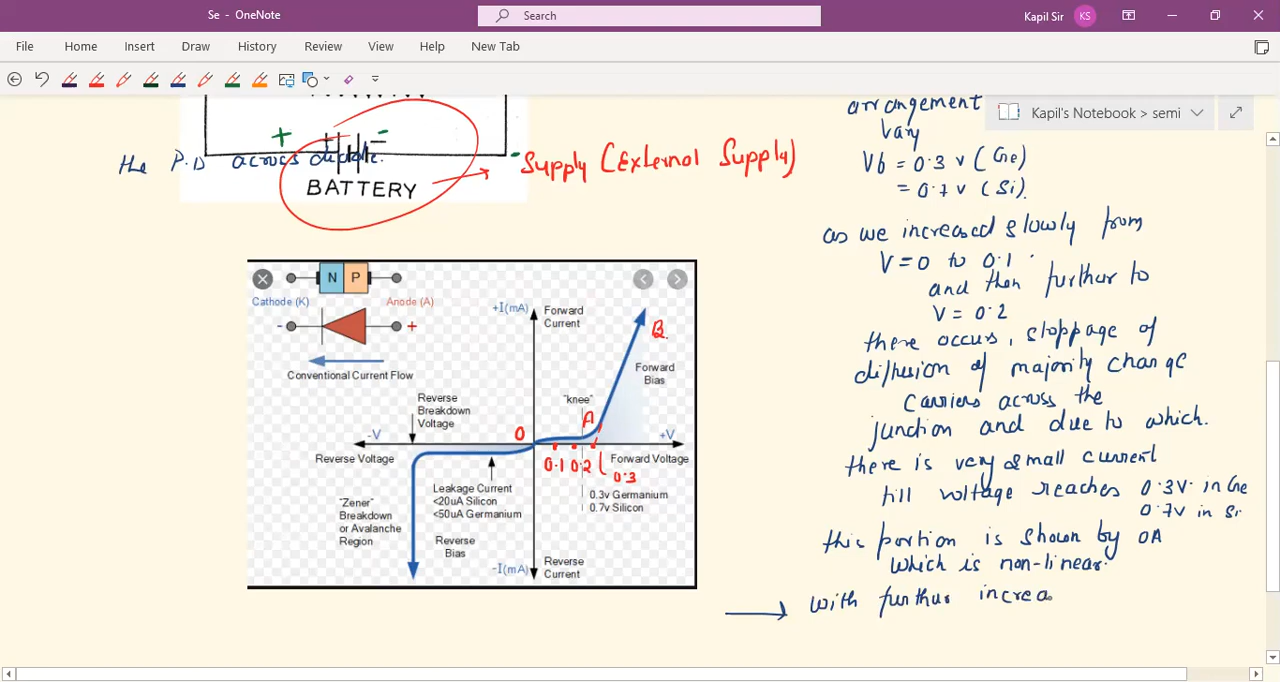 Se - OneNote
Search
Kapil Sir
KS
File Home Insert Draw History Review View Help New Tab
Kapil's Notebook > semi
+ -
the P.D across diode.
BATTERY
Supply (External Supply)
-
arrangement
Vary
Vb = 0.3 v (Ge)
= 0.7 v (Si)
as we increased slowly from
V = 0 to 0.1
and then further to
V = 0.2
there occurs, stoppage of
diffusion of majority charge
carriers across the
junction and due to which.
there is very small current
till voltage reaches 0.3V in Ge
0.7V in Si
this portion is shown by OA
which is non-linear.
with further increa
N P
Cathode (K)
Anode (A)
- +
Conventional Current Flow
+I(mA)
Forward
Current
B
Forward
Bias
"knee"
A
Reverse
Breakdown
Voltage
-V
O
+V
Reverse Voltage
Forward Voltage
0.1 0.2 0.3
Leakage Current
<20uA Silicon
<50uA Germanium
0.3v Germanium
0.7v Silicon
"Zener"
Breakdown
or Avalanche
Region
Reverse
Bias
-I(mA)
Reverse
Current